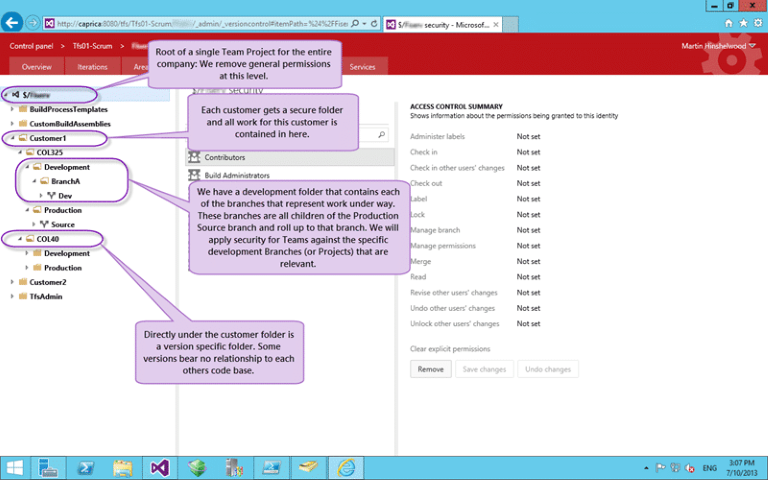 http://caprica:8080/tfs/Tfs01-Scrum /_admin/_versioncontrol#itemPath=%24%2FFise
$/ security - Microsoft...
Control panel > Tfs01-Scrum >
Martin Hinshelwood
Overview Iterations Services
Root of a single Team Project for the entire
company: We remove general permissions
at this level.
$/
BuildProcessTemplates
CustomBuildAssemblies
Customer1
COL325
Development
BranchA
Dev
Production
Source
COL40
Development
Production
Customer2
TfsAdmin
$/ security
Each customer gets a secure folder
and all work for this customer is
contained in here.
Contributors
Build Administrators
We have a development folder that contains each
of the branches that represent work under way.
These branches are all children of the Production
Source branch and roll up to that branch. We will
apply security for Teams against the specific
development Branches (or Projects) that are
relevant.
Directly under the customer folder is
a version specific folder. Some
versions bear no relationship to each
others code base.
ACCESS CONTROL SUMMARY
Shows information about the permissions being granted to this identity
Administer labels Not set
Check in Not set
Check in other users' changes Not set
Check out Not set
Label Not set
Lock Not set
Manage branch Not set
Manage permissions Not set
Merge Not set
Read Not set
Revise other users' changes Not set
Undo other users' changes Not set
Unlock other users' changes Not set
Clear explicit permissions
Remove Save changes Undo changes
ENG
3:07 PM
7/10/2013